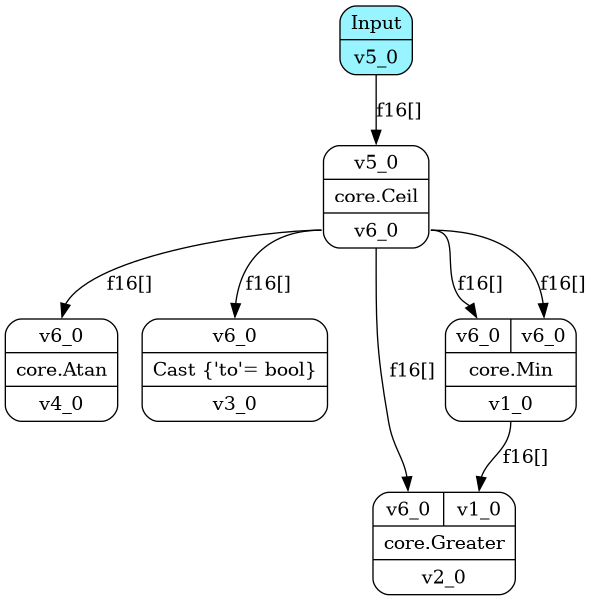 Input
v5_0
f16[]
v5_0
core.Ceil
v6_0
f16[]
f16[]
f16[]
f16[]
v6_0
core.Atan
v4_0
v6_0
Cast {'to'= bool}
v3_0
v6_0 v6_0
core.Min
v1_0
f16[]
f16[]
v6_0 v1_0
core.Greater
v2_0